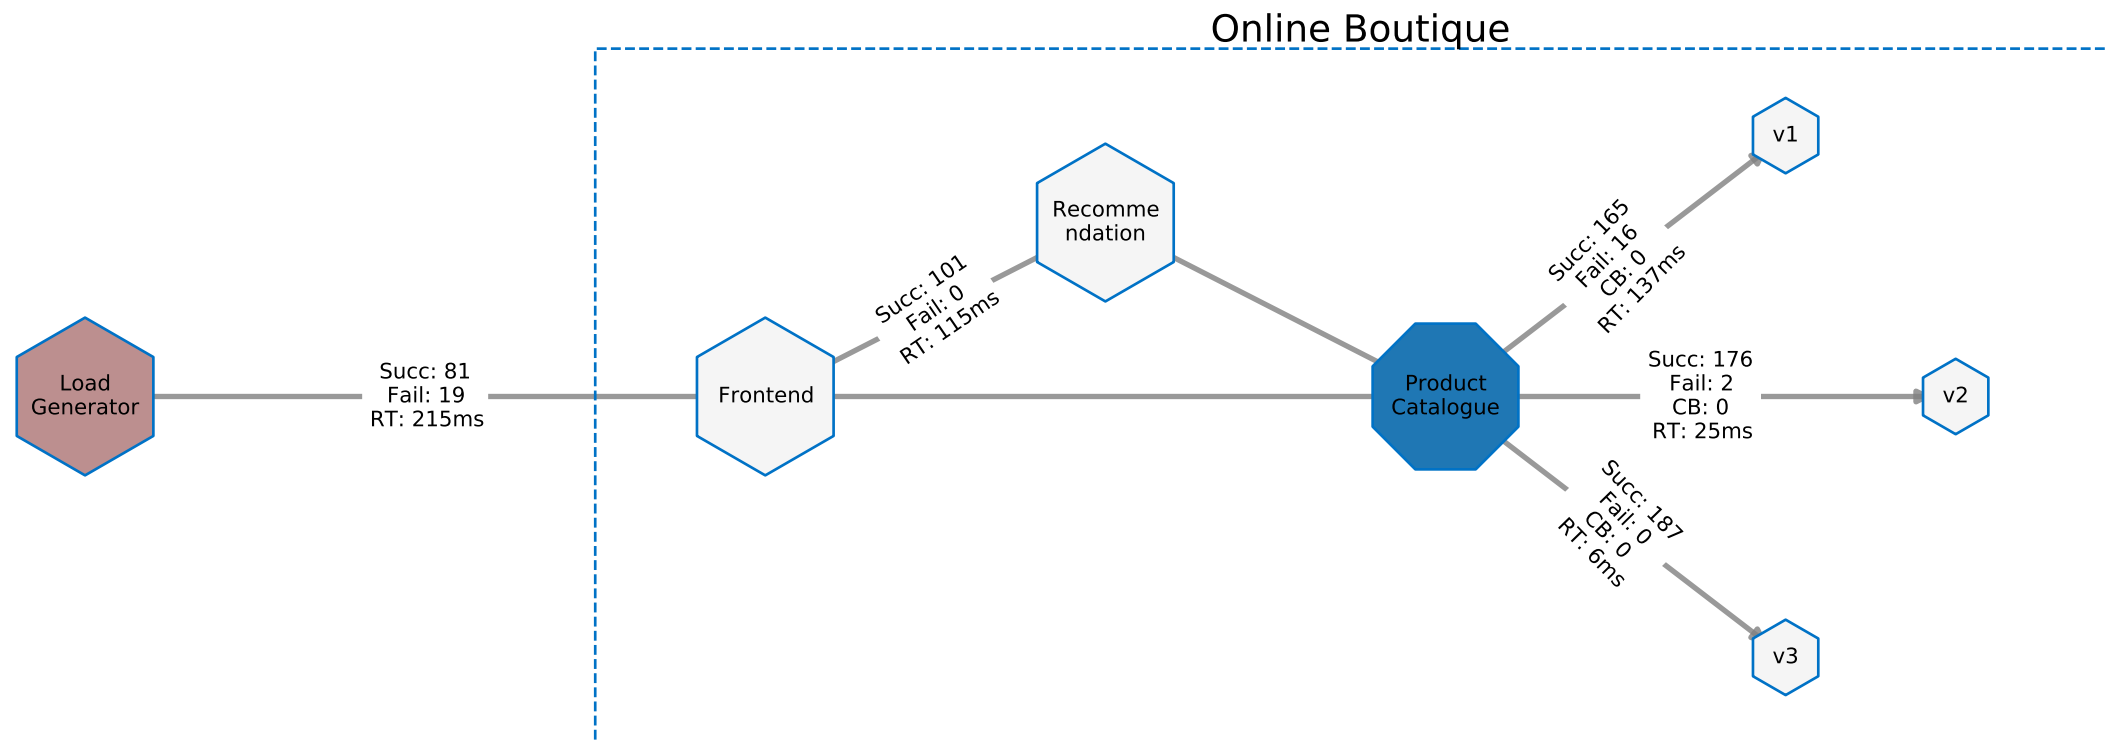 Online Boutique
Load
Generator
Succ: 81
Fail: 19
RT: 215ms
Frontend
Succ: 101
Fail: 0
RT: 115ms
Recomme
ndation
Product
Catalogue
Succ: 165
Fail: 16
CB: 0
RT: 137ms
v1
Succ: 176
Fail: 2
CB: 0
RT: 25ms
v2
Succ: 187
Fail: 0
CB: 0
RT: 6ms
v3